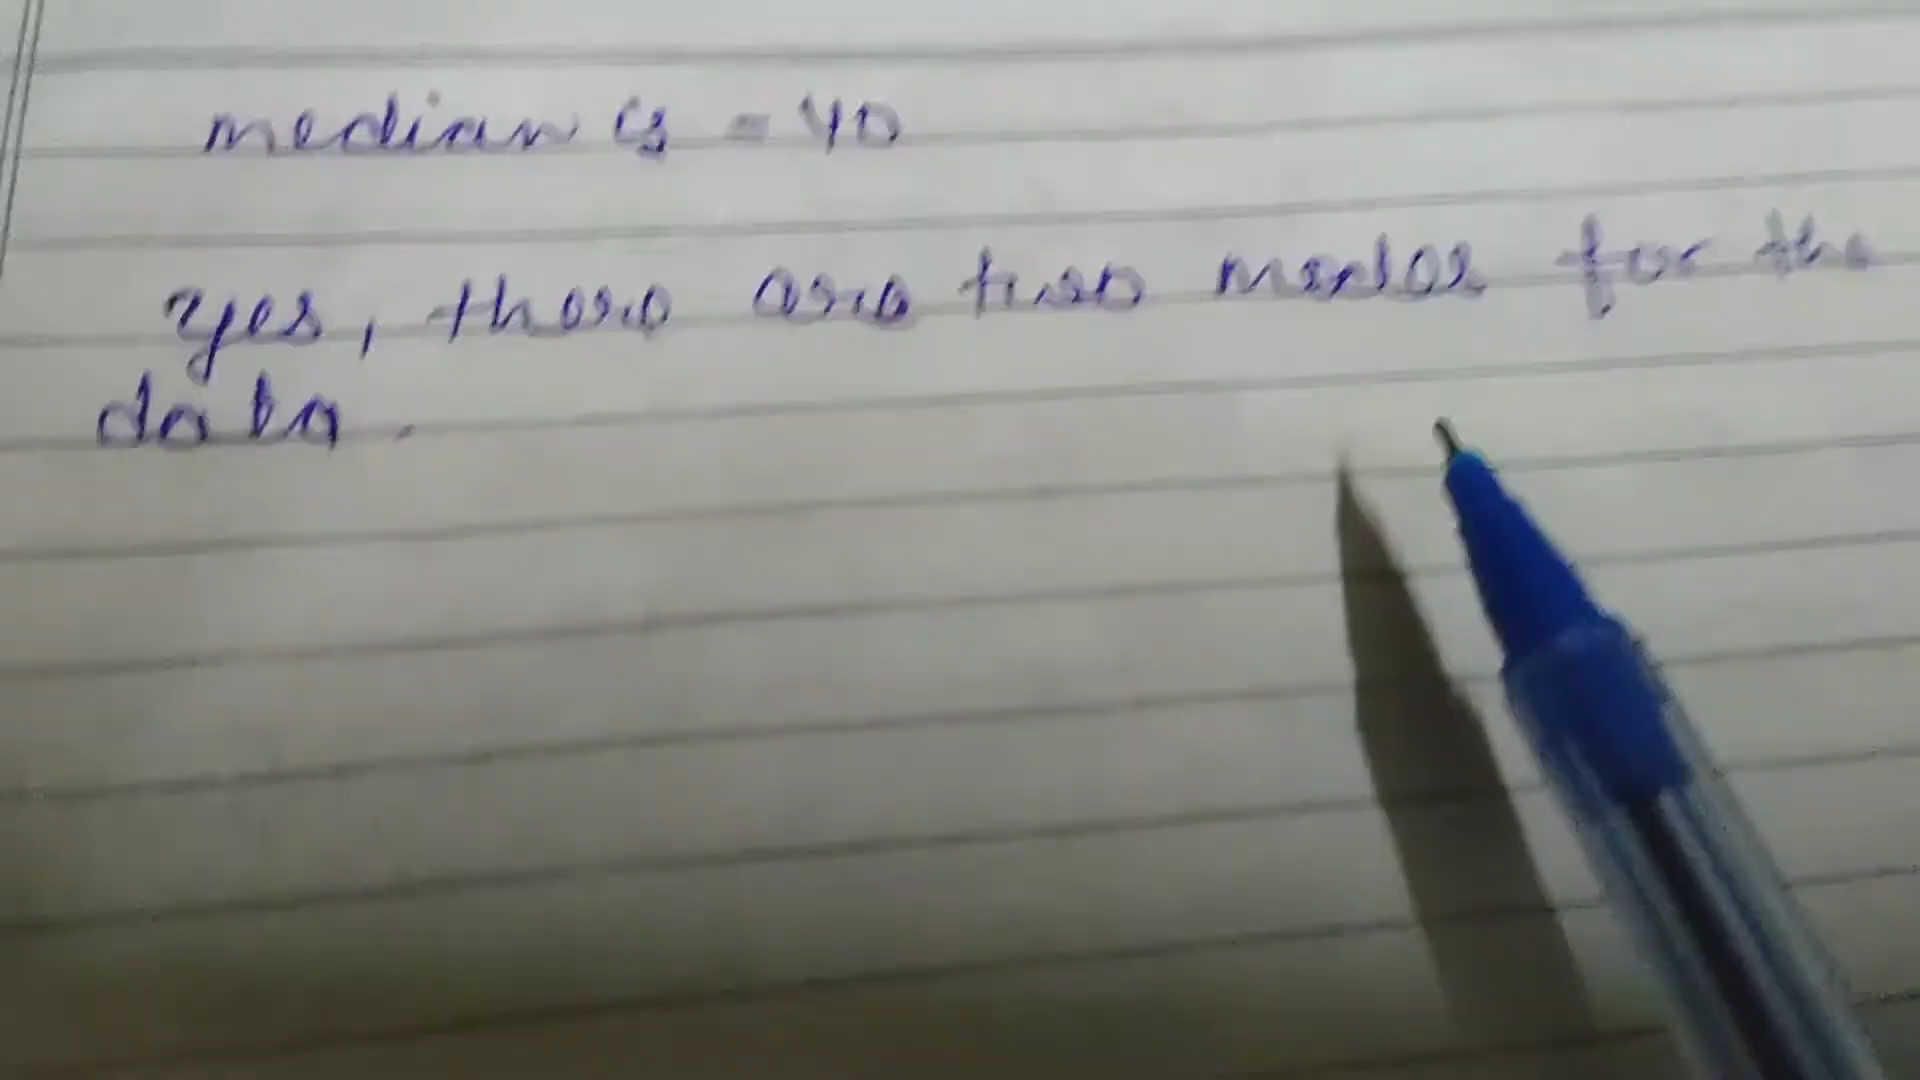 median is = 40
Yes, there are two modes for the
data.